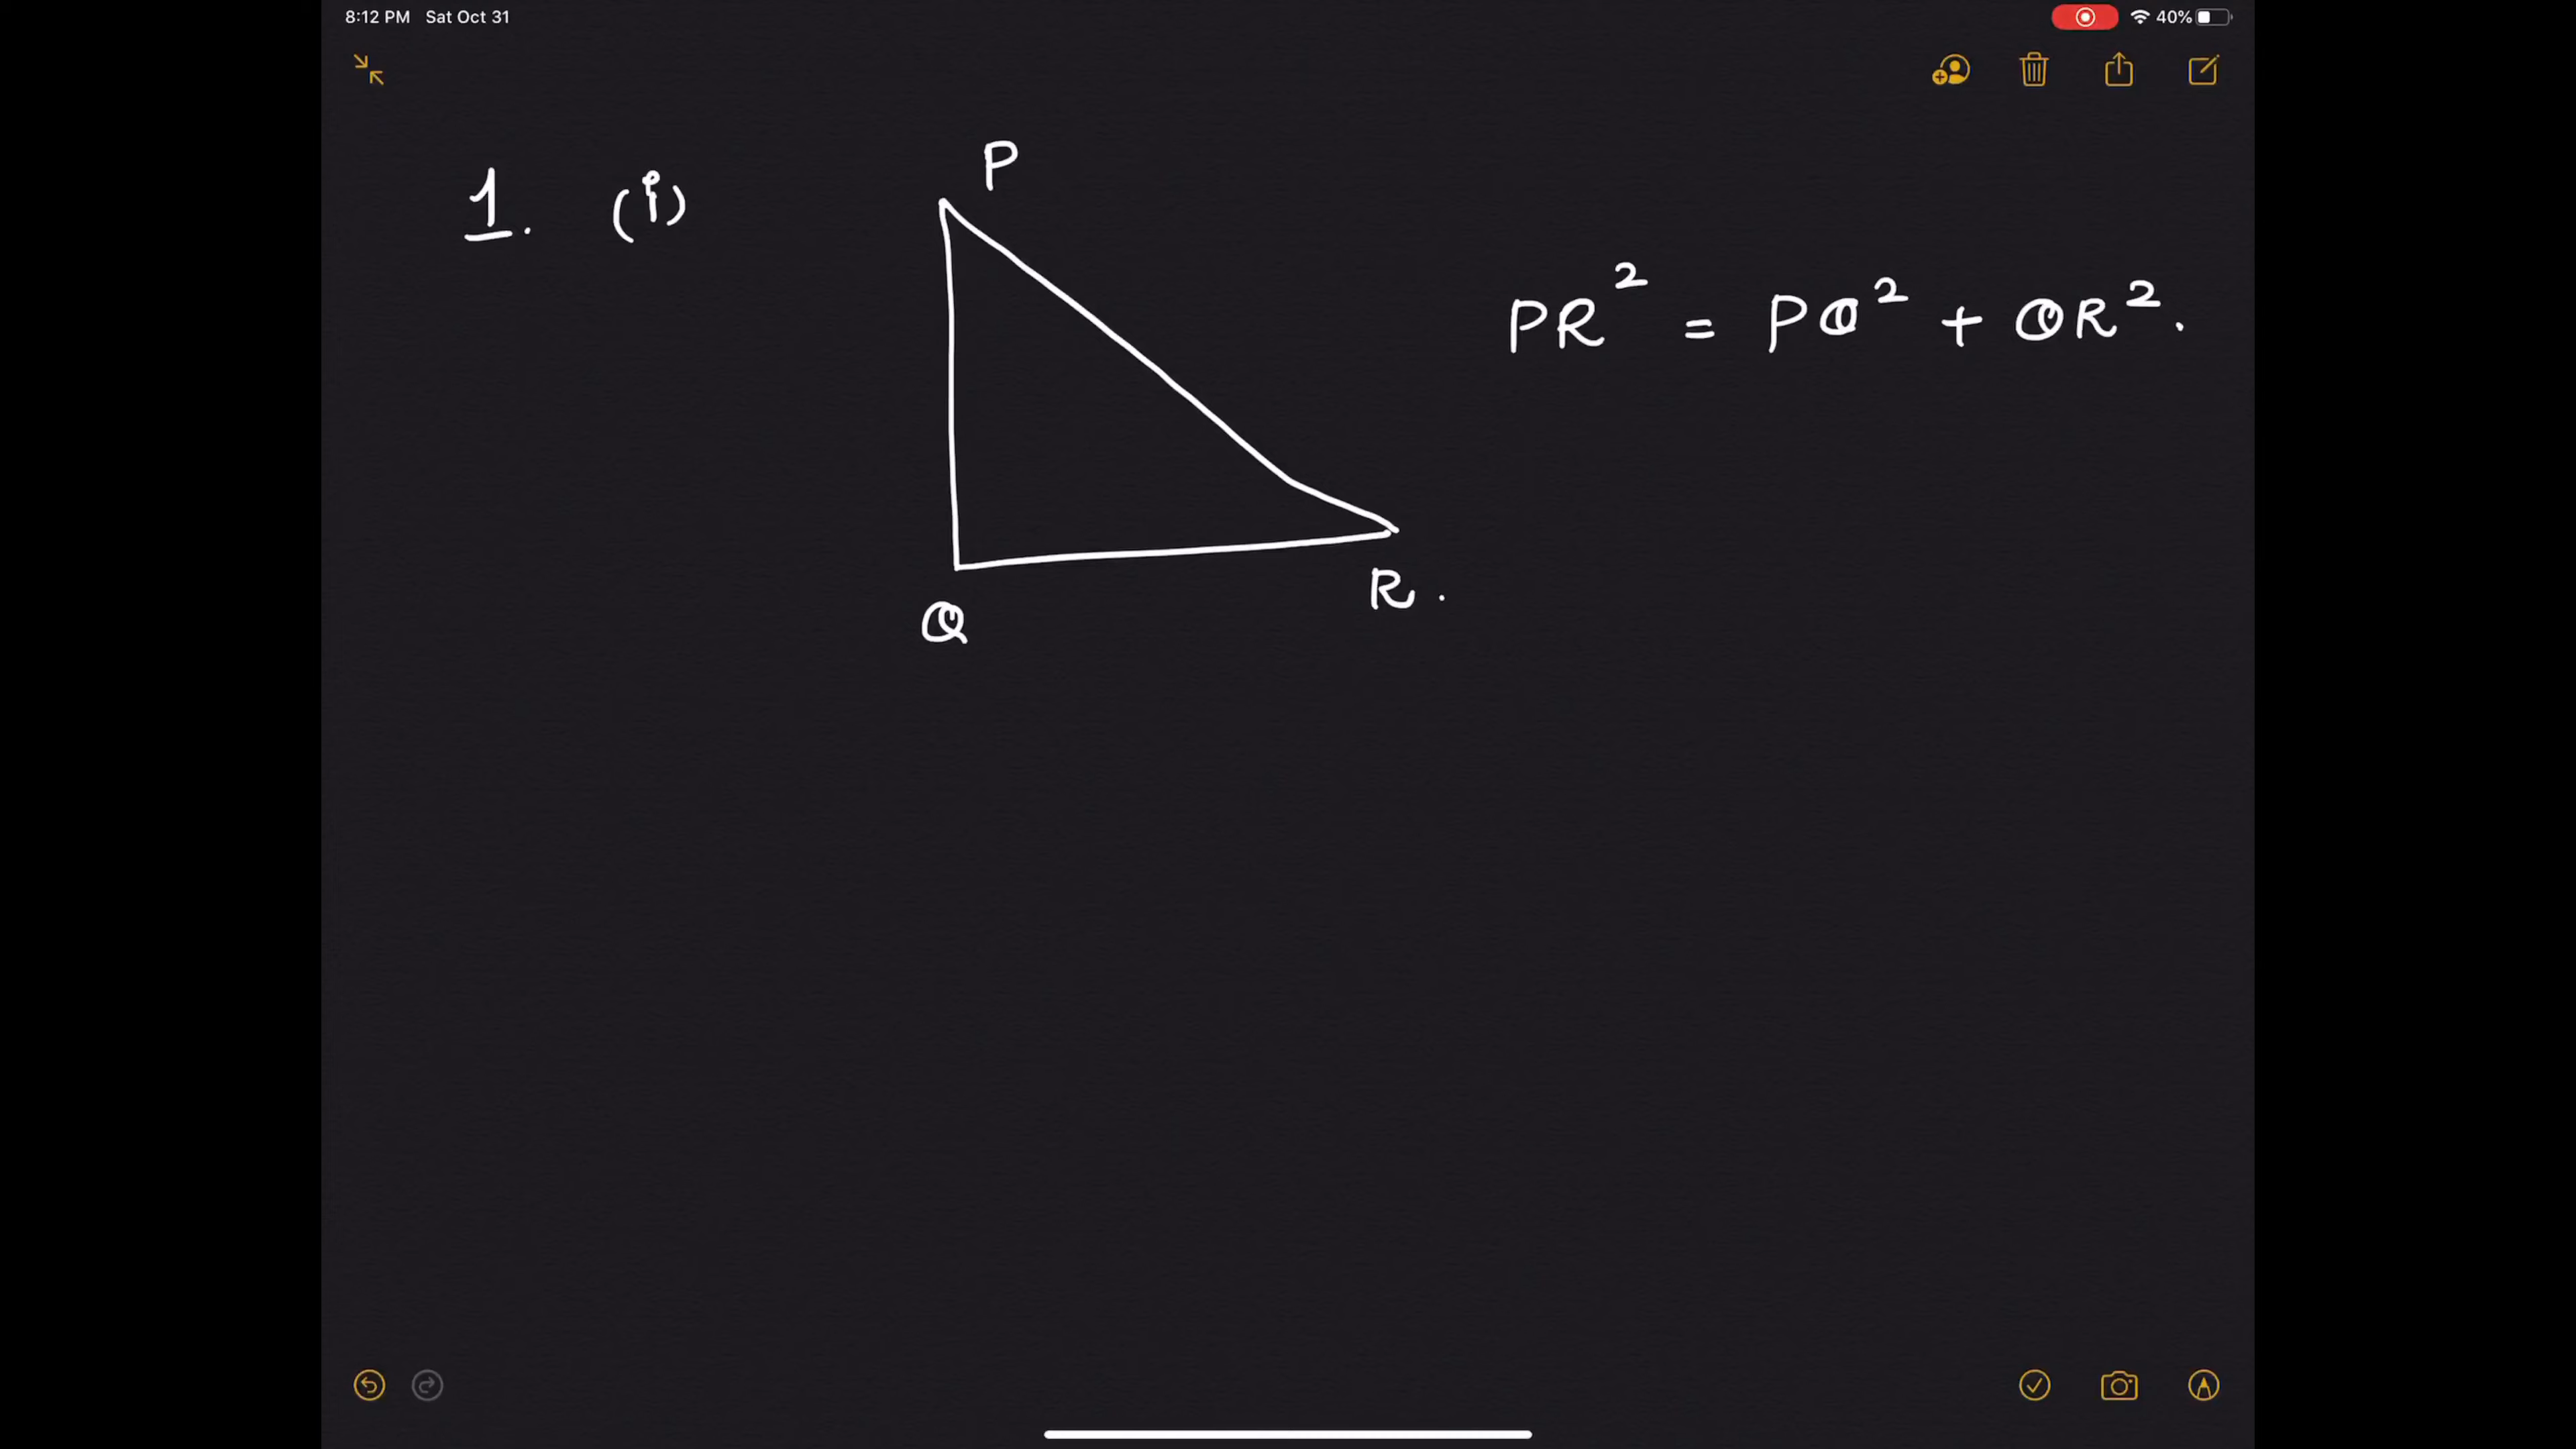 8:12 PM Sat Oct 31
40%
1. (i)
P
PR² = PQ² + QR².
R.
Q